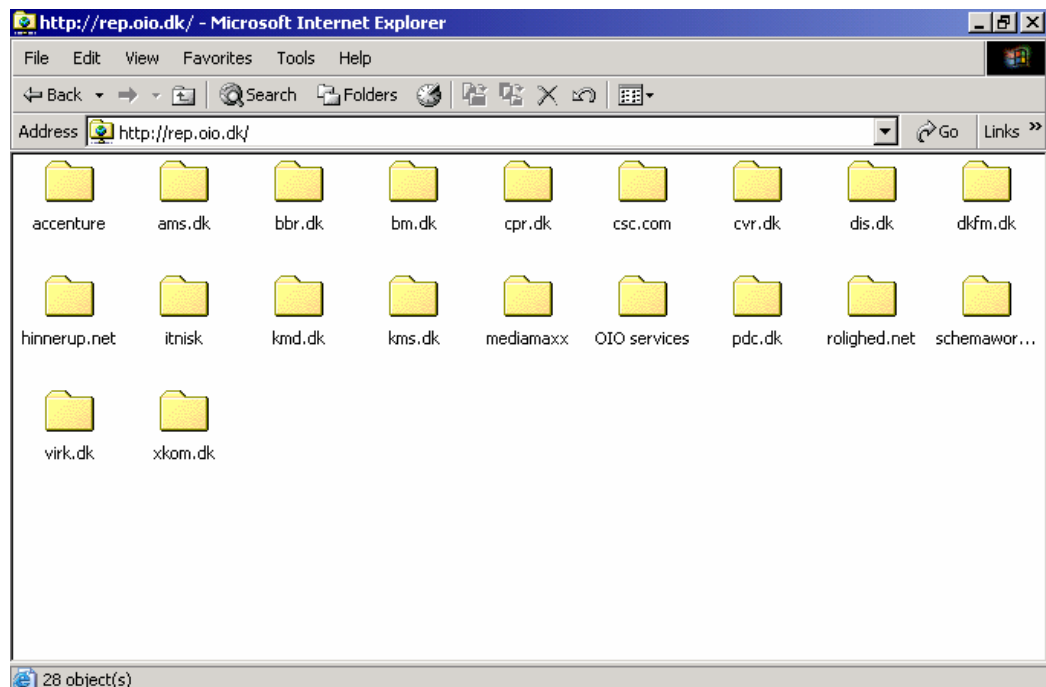 http://rep.oio.dk/ - Microsoft Internet Explorer
File Edit View Favorites Tools Help
Back Search Folders
Address http://rep.oio.dk/ Go Links »
accenture ams.dk bbr.dk bm.dk cpr.dk csc.com cvr.dk dis.dk dkfm.dk
hinnerup.net itnisk kmd.dk kms.dk mediamaxx OIO services pdc.dk rolighed.net schemawor...
virk.dk xkom.dk
28 object(s)